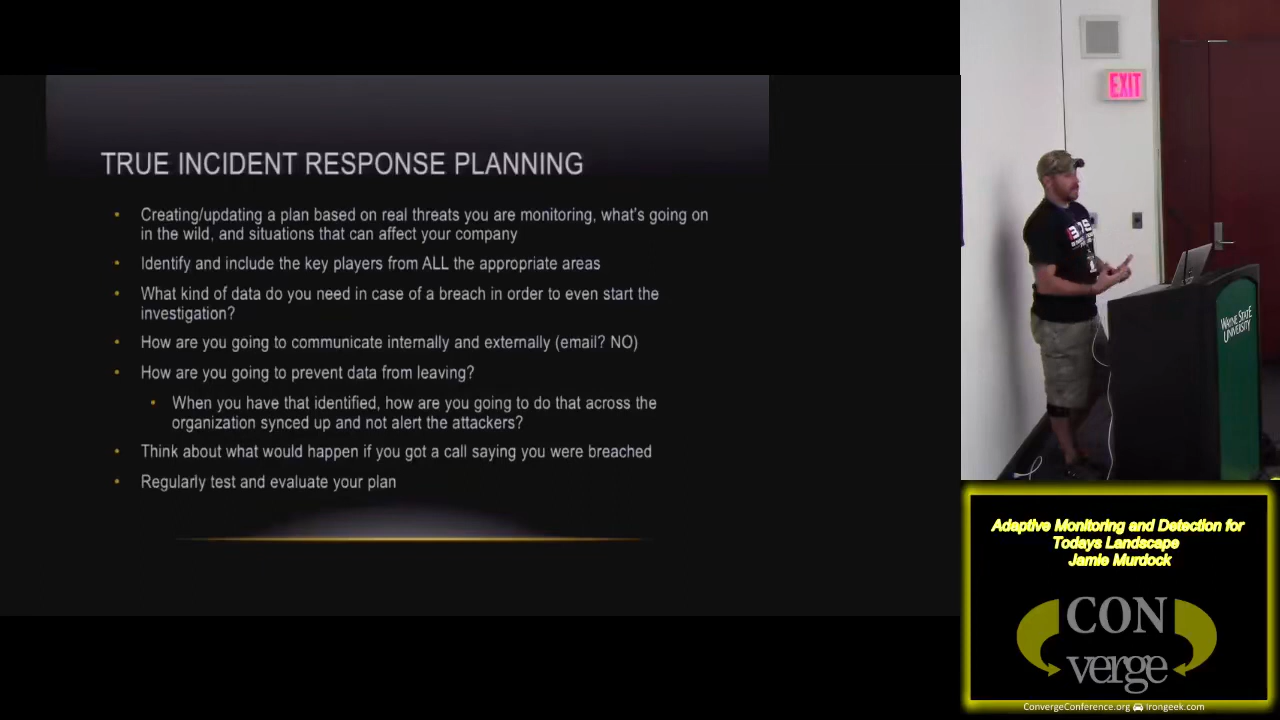 TRUE INCIDENT RESPONSE PLANNING
• Creating/updating a plan based on real threats you are monitoring, what's going on
in the wild, and situations that can affect your company
• Identify and include the key players from ALL the appropriate areas
• What kind of data do you need in case of a breach in order to even start the
investigation?
• How are you going to communicate internally and externally (email? NO)
• How are you going to prevent data from leaving?
• When you have that identified, how are you going to do that across the
organization synced up and not alert the attackers?
• Think about what would happen if you got a call saying you were breached
• Regularly test and evaluate your plan
EXIT
WAYNE STATE
UNIVERSITY
Adaptive Monitoring and Detection for
Todays Landscape
Jamie Murdock
CON
verge
ConvergeConference.org Irongeek.com